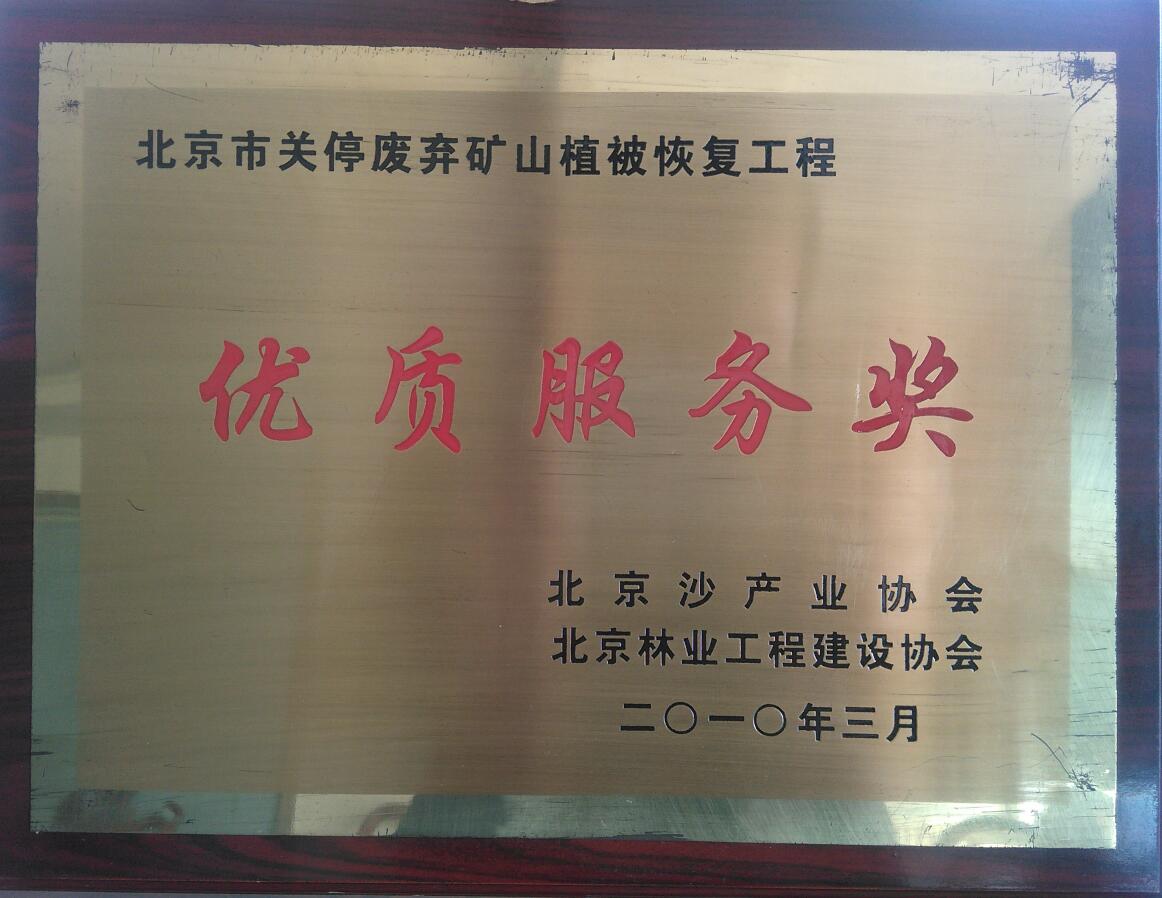 北京市关停废弃矿山植被恢复工程
优质服务奖
北京沙产业协会
北京林业工程建设协会
二〇一〇年三月